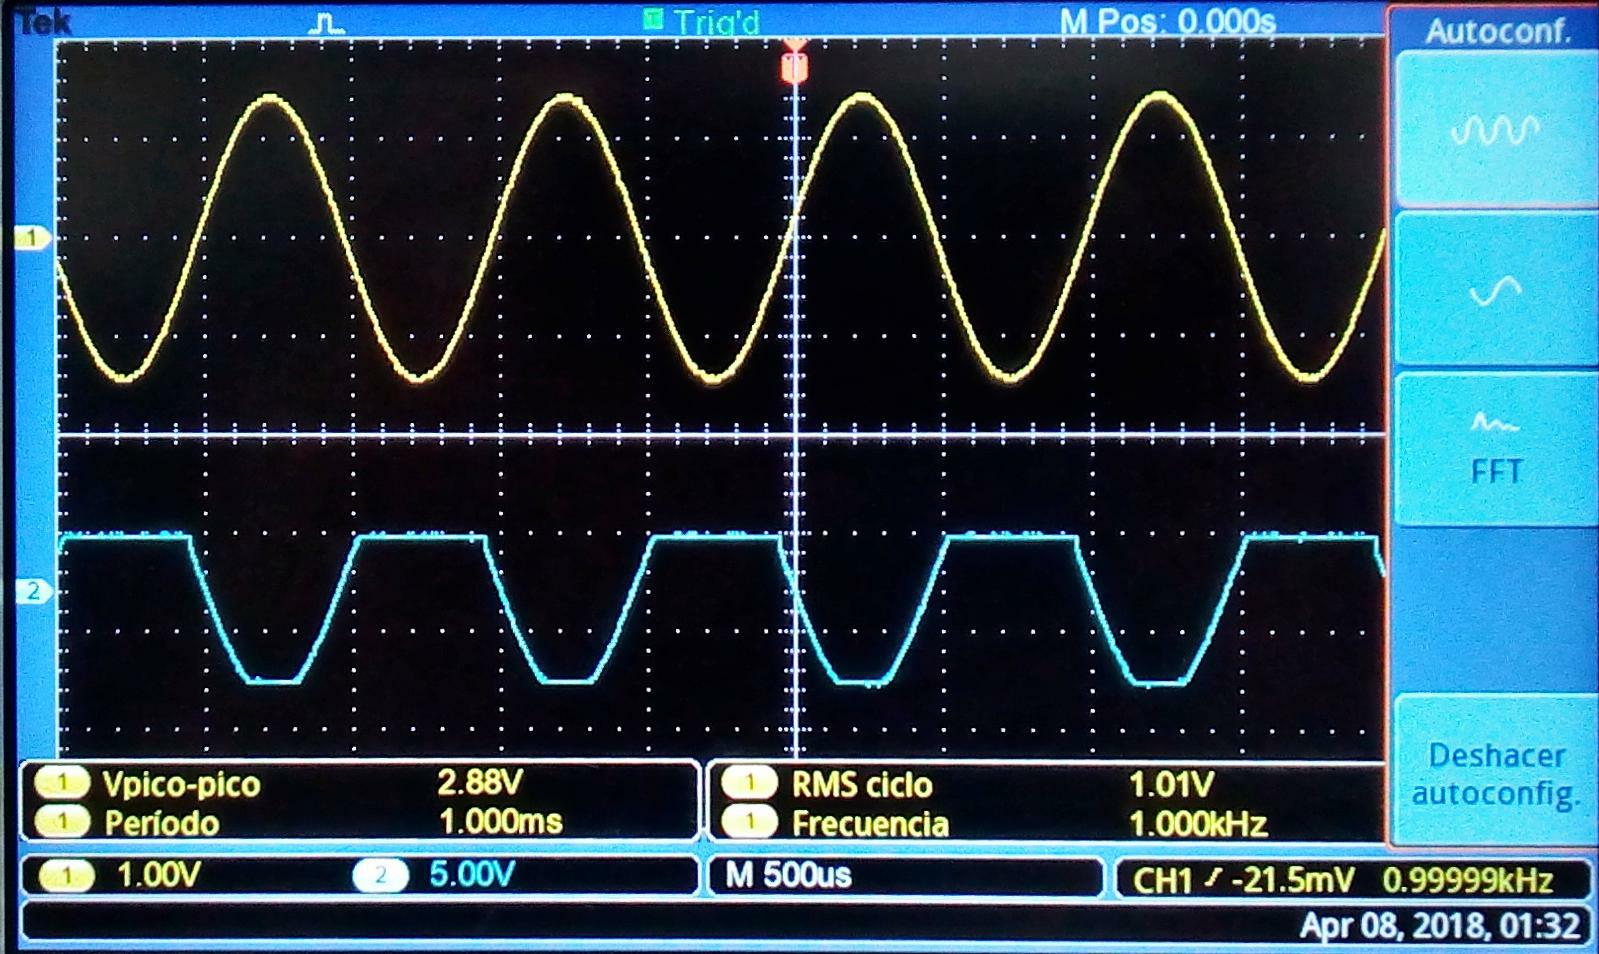 Tek Trig'd M Pos: 0.000s
Autoconf.
1
FFT
2
Deshacer
autoconfig.
1 Vpico-pico 2.88V 1 RMS ciclo 1.01V
1 Período 1.000ms 1 Frecuencia 1.000kHz
1 1.00V 2 5.00V M 500us CH1 -21.5mV 0.99999kHz
Apr 08, 2018, 01:32